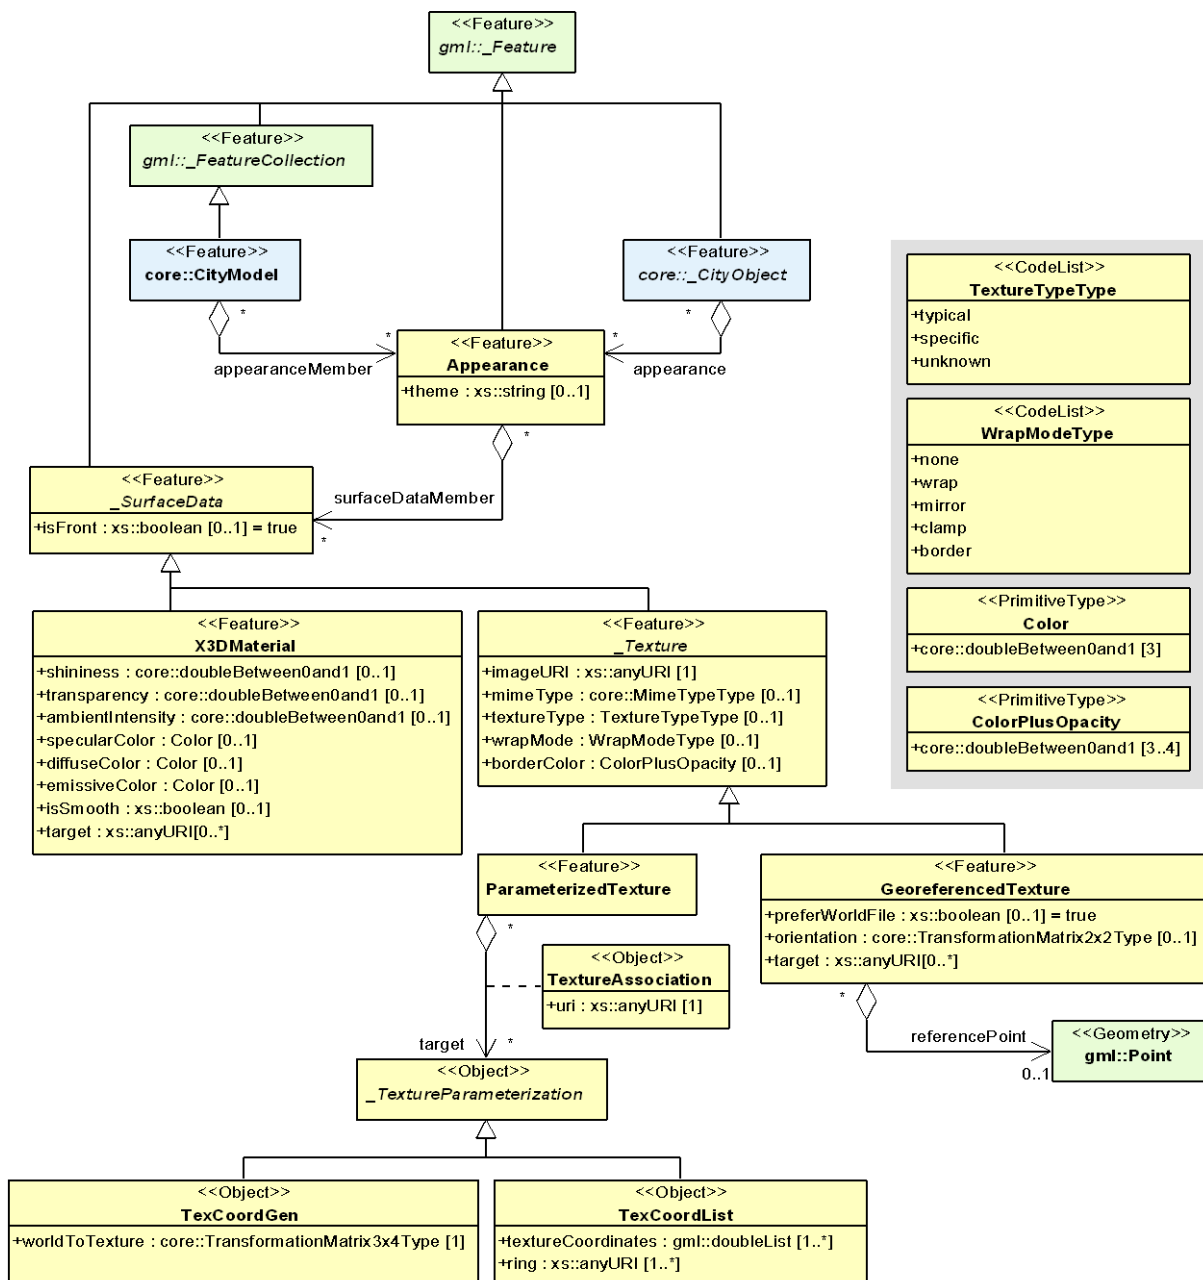 <<Feature>>
gml::_Feature
<<Feature>>
gml::_FeatureCollection
<<Feature>>
core::CityModel
*
*
appearanceMember
<<Feature>>
core::_CityObject
*
*
appearance
<<Feature>>
Appearance
+theme : xs::string [0..1]
*
surfaceDataMember
*
<<Feature>>
_SurfaceData
+isFront : xs::boolean [0..1] = true
<<Feature>>
X3DMaterial
+shininess : core::doubleBetween0and1 [0..1]
+transparency : core::doubleBetween0and1 [0..1]
+ambientIntensity : core::doubleBetween0and1 [0..1]
+specularColor : Color [0..1]
+diffuseColor : Color [0..1]
+emissiveColor : Color [0..1]
+isSmooth : xs::boolean [0..1]
+target : xs::anyURI[0..*]
<<Feature>>
_Texture
+imageURI : xs::anyURI [1]
+mimeType : core::MimeTypeType [0..1]
+textureType : TextureTypeType [0..1]
+wrapMode : WrapModeType [0..1]
+borderColor : ColorPlusOpacity [0..1]
<<CodeList>>
TextureTypeType
+typical
+specific
+unknown
<<CodeList>>
WrapModeType
+none
+wrap
+mirror
+clamp
+border
<<PrimitiveType>>
Color
+core::doubleBetween0and1 [3]
<<PrimitiveType>>
ColorPlusOpacity
+core::doubleBetween0and1 [3..4]
<<Feature>>
ParameterizedTexture
*
<<Object>>
TextureAssociation
+uri : xs::anyURI [1]
target
*
<<Feature>>
GeoreferencedTexture
+preferWorldFile : xs::boolean [0..1] = true
+orientation : core::TransformationMatrix2x2Type [0..1]
+target : xs::anyURI[0..*]
*
referencePoint
0..1
<<Geometry>>
gml::Point
<<Object>>
_TextureParameterization
<<Object>>
TexCoordGen
+worldToTexture : core::TransformationMatrix3x4Type [1]
<<Object>>
TexCoordList
+textureCoordinates : gml::doubleList [1..*]
+ring : xs::anyURI [1..*]